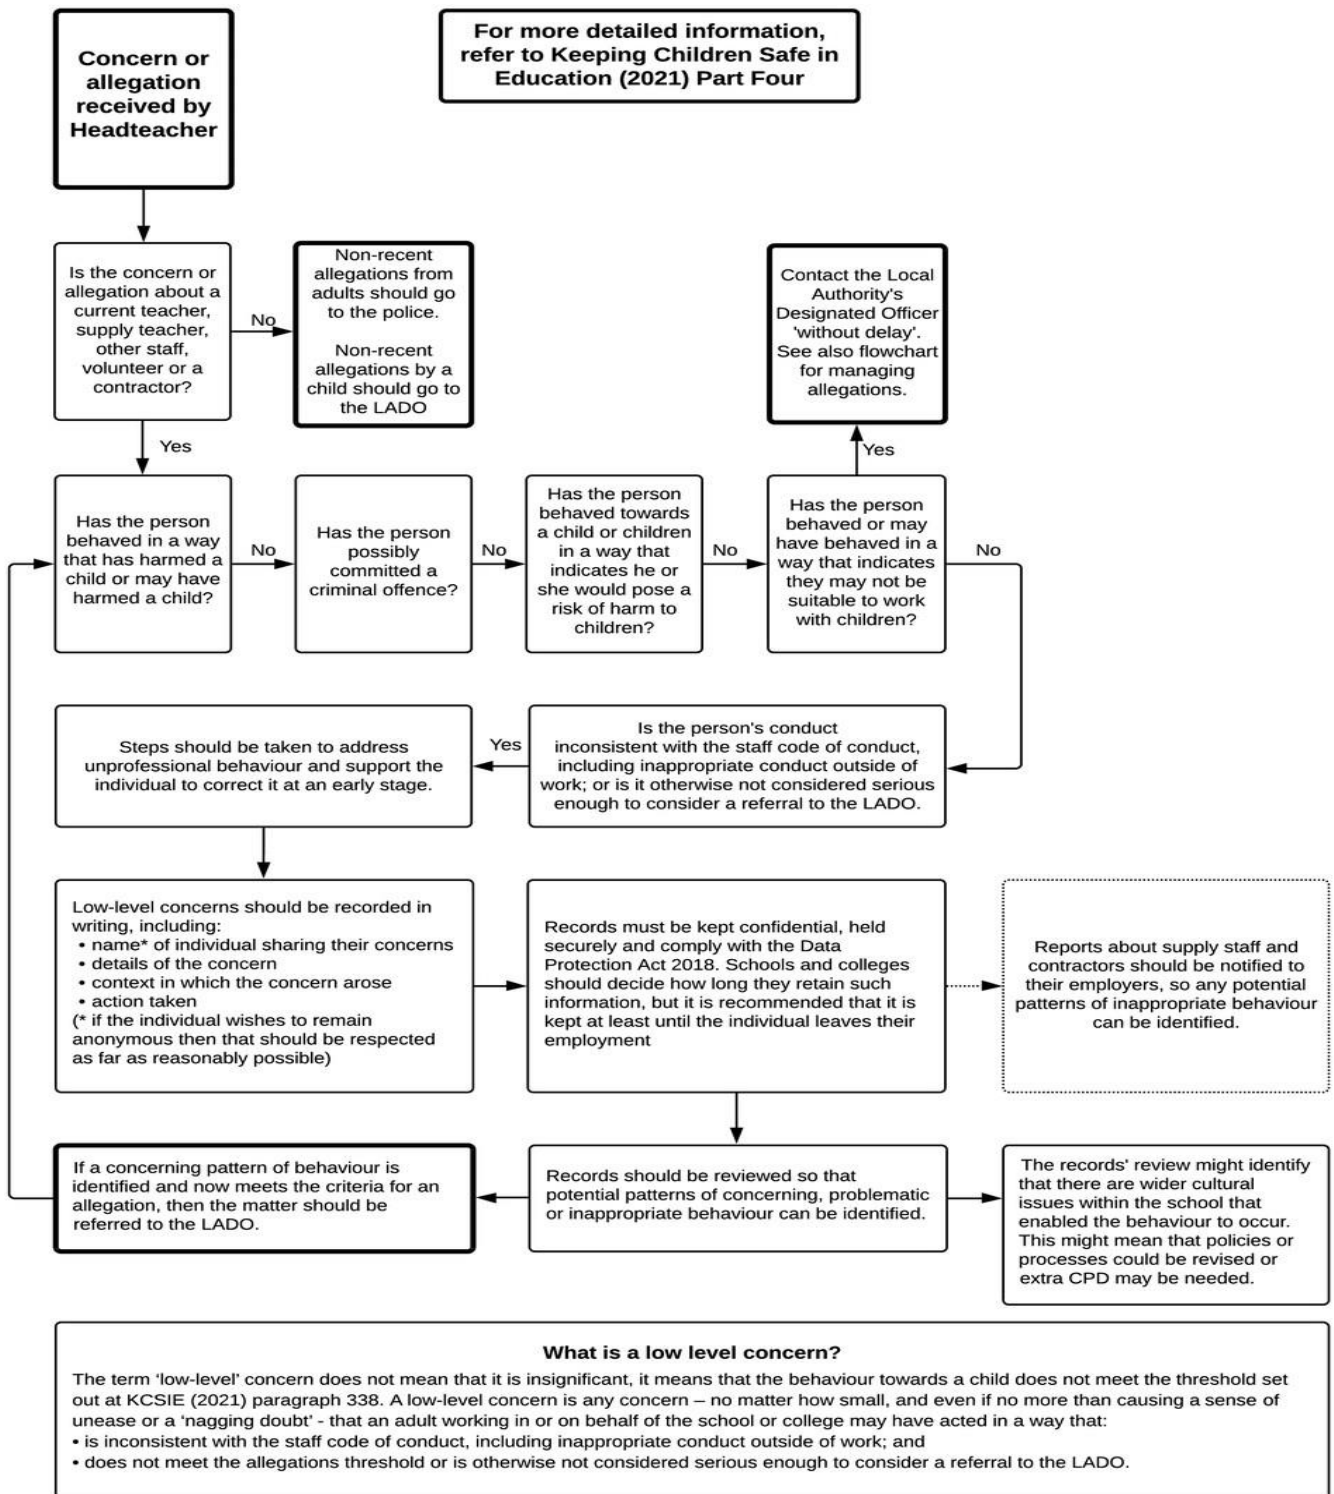 Concern or
allegation
received by
Headteacher
For more detailed information,
refer to Keeping Children Safe in
Education (2021) Part Four
Is the concern or
allegation about a
current teacher,
supply teacher,
other staff,
volunteer or a
contractor?
No
Non-recent
allegations from
adults should go
to the police.
Non-recent
allegations by a
child should go to
the LADO
Contact the Local
Authority's
Designated Officer
'without delay'.
See also flowchart
for managing
allegations.
Yes
Yes
Has the person
behaved in a way
that has harmed
a child or may have
harmed a child?
No
Has the person
possibly
committed a
criminal offence?
No
Has the person
behaved towards
a child or children
in a way that
indicates he or
she would pose a
risk of harm to
children?
No
Has the person
behaved or may
have behaved in a
way that indicates
they may not be
suitable to work
with children?
No
Steps should be taken to address
unprofessional behaviour and support the
individual to correct it at an early stage.
Yes
Is the person's conduct
inconsistent with the staff code of conduct,
including inappropriate conduct outside of
work; or is it otherwise not considered serious
enough to consider a referral to the LADO.
Low-level concerns should be recorded in
writing, including:
• name* of individual sharing their concerns
• details of the concern
• context in which the concern arose
• action taken
(* if the individual wishes to remain
anonymous then that should be respected
as far as reasonably possible)
Records must be kept confidential, held
securely and comply with the Data
Protection Act 2018. Schools and colleges
should decide how long they retain such
information, but it is recommended that it is
kept at least until the individual leaves their
employment
Reports about supply staff and
contractors should be notified to
their employers, so any potential
patterns of inappropriate behaviour
can be identified.
If a concerning pattern of behaviour is
identified and now meets the criteria for an
allegation, then the matter should be
referred to the LADO.
Records should be reviewed so that
potential patterns of concerning, problematic
or inappropriate behaviour can be identified.
The records' review might identify
that there are wider cultural
issues within the school that
enabled the behaviour to occur.
This might mean that policies or
processes could be revised or
extra CPD may be needed.
What is a low level concern?
The term ‘low-level’ concern does not mean that it is insignificant, it means that the behaviour towards a child does not meet the threshold set
out at KCSIE (2021) paragraph 338. A low-level concern is any concern – no matter how small, and even if no more than causing a sense of
unease or a ‘nagging doubt’ - that an adult working in or on behalf of the school or college may have acted in a way that:
• is inconsistent with the staff code of conduct, including inappropriate conduct outside of work; and
• does not meet the allegations threshold or is otherwise not considered serious enough to consider a referral to the LADO.